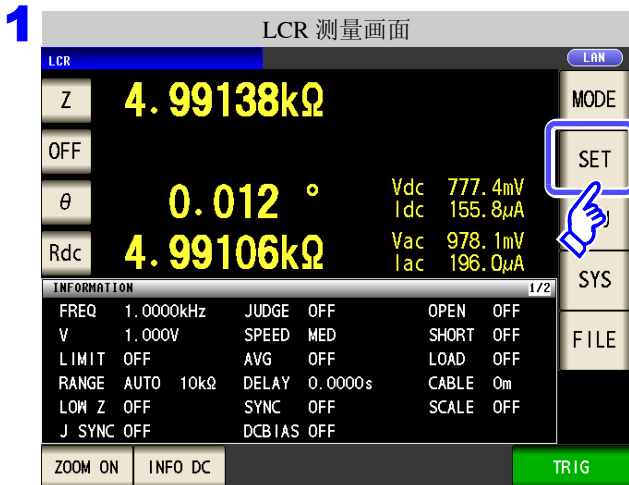 1
LCR 测量画面
LCR
LAN
Z 4.99138kΩ
MODE
OFF
SET
θ 0.012 °
Vdc 777.4mV
Idc 155.8μA
Rdc 4.99106kΩ
Vac 978.1mV
Iac 196.0μA
SYS
INFORMATION 1/2
FREQ 1.0000kHz JUDGE OFF OPEN OFF
V 1.000V SPEED MED SHORT OFF
FILE
LIMIT OFF AVG OFF LOAD OFF
RANGE AUTO 10kΩ DELAY 0.0000s CABLE 0m
LOW Z OFF SYNC OFF SCALE OFF
J SYNC OFF DCBIAS OFF
ZOOM ON INFO DC TRIG